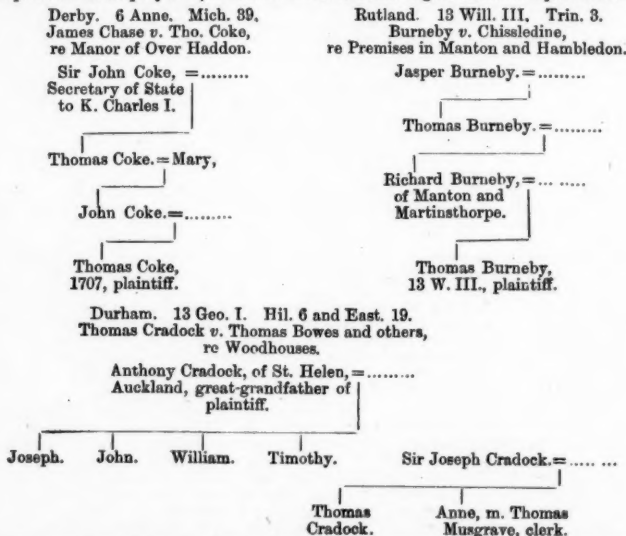 Derby. 6 Anne. Mich. 39.
James Chase v. Tho. Coke,
re Manor of Over Haddon.
Sir John Coke, =.........
Secretary of State
to K. Charles I.
Thomas Coke.=Mary,
John Coke.=.........
Thomas Coke,
1707, plaintiff.
Rutland. 13 Will. III. Trin. 3.
Burneby v. Chissledine,
re Premises in Manton and Hambledon.
Jasper Burneby.=.........
Thomas Burneby.=.........
Richard Burneby,=... .....
of Manton and
Martinsthorpe.
Thomas Burneby,
13 W. III., plaintiff.
Durham. 13 Geo. I. Hil. 6 and East. 19.
Thomas Cradock v. Thomas Bowes and others,
re Woodhouses.
Anthony Cradock, of St. Helen,=.........
Auckland, great-grandfather of
plaintiff.
Joseph. John. William. Timothy. Sir Joseph Cradock.=..... ...
Thomas Anne, m. Thomas
Cradock. Musgrave, clerk.